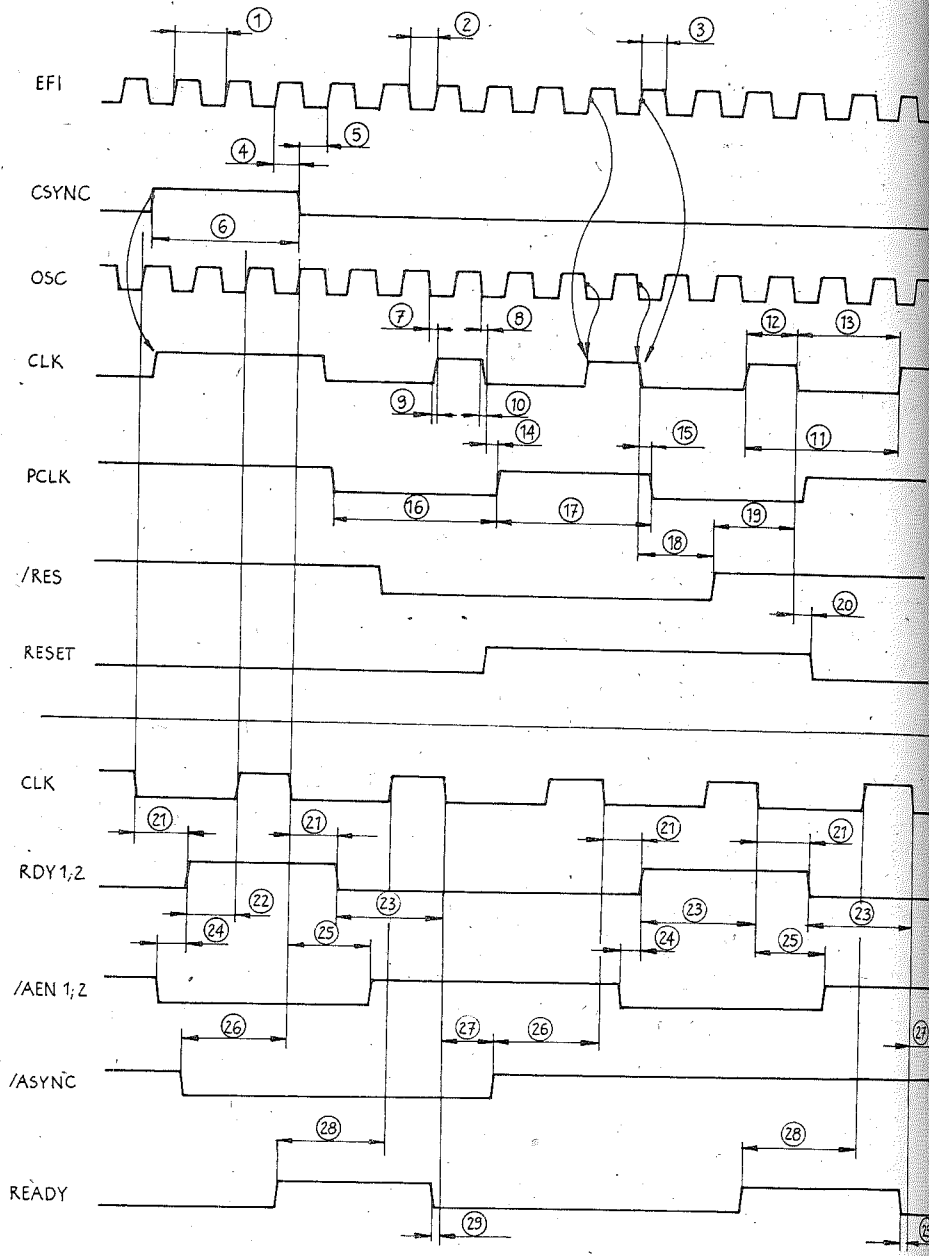 ① ② ③
EFI
④ ⑤
CSYNC
⑥
OSC
⑦ ⑧ ⑫ ⑬
CLK
⑨ ⑩ ⑪
⑭ ⑮
PCLK
⑯ ⑰ ⑱ ⑲
/RES
⑳
RESET
CLK
㉑ ㉑ ㉑ ㉑
RDY 1;2
㉒ ㉓ ㉓ ㉓
㉔ ㉕ ㉔ ㉕
/AEN 1;2
㉖ ㉗ ㉖ ㉗
/ASYNC
㉘ ㉘
READY
㉙